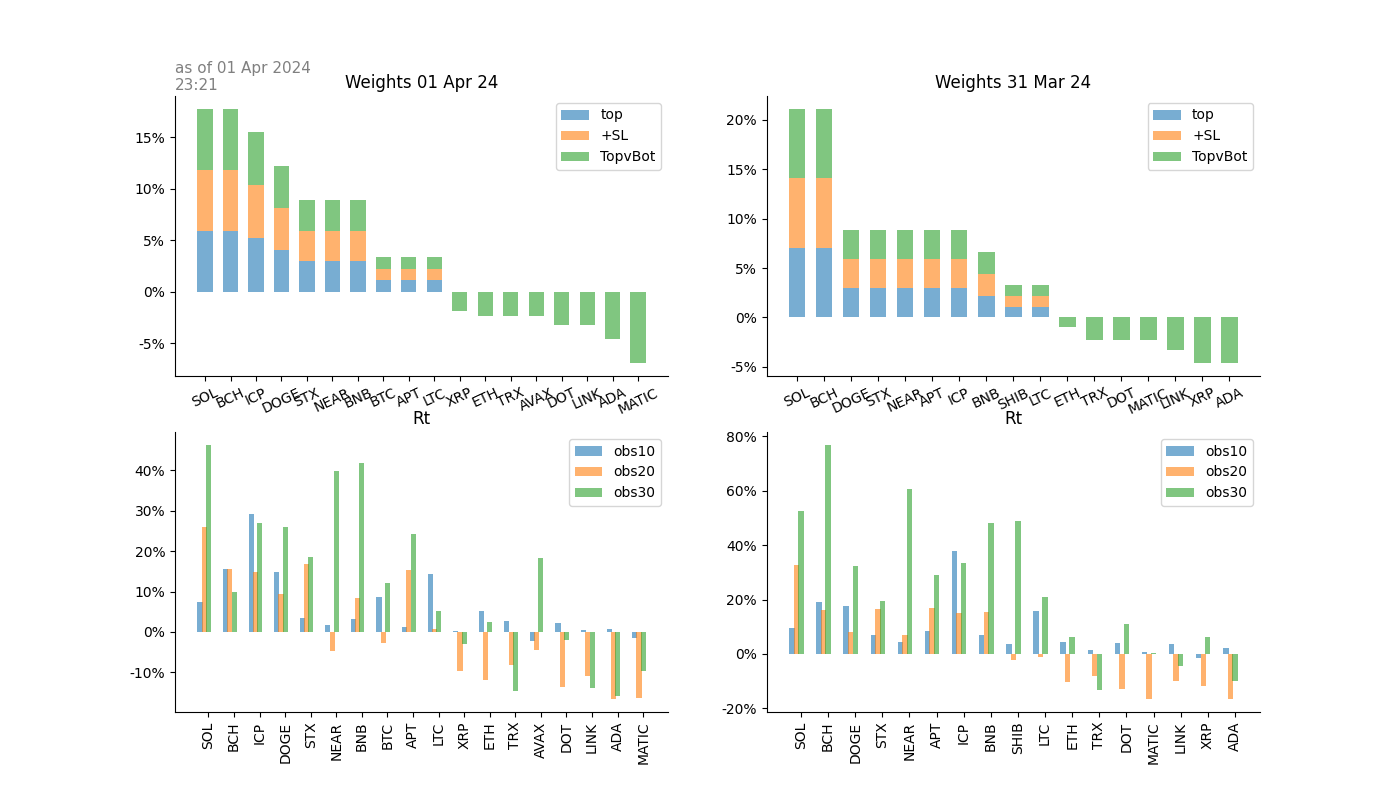 as of 01 Apr 2024
23:21
Weights 01 Apr 24
15%
10%
5%
0%
-5%
top
+SL
TopvBot
SOL BCH ICP DOGE STX NEAR BNB BTC APT LTC XRP ETH TRX AVAX DOT LINK ADA MATIC
Weights 31 Mar 24
20%
15%
10%
5%
0%
-5%
top
+SL
TopvBot
SOL BCH DOGE STX NEAR APT ICP BNB SHIB LTC ETH TRX DOT MATIC LINK XRP ADA
Rt
40%
30%
20%
10%
0%
-10%
obs10
obs20
obs30
SOL BCH ICP DOGE STX NEAR BNB BTC APT LTC XRP ETH TRX AVAX DOT LINK ADA MATIC
Rt
80%
60%
40%
20%
0%
-20%
obs10
obs20
obs30
SOL BCH DOGE STX NEAR APT ICP BNB SHIB LTC ETH TRX DOT MATIC LINK XRP ADA